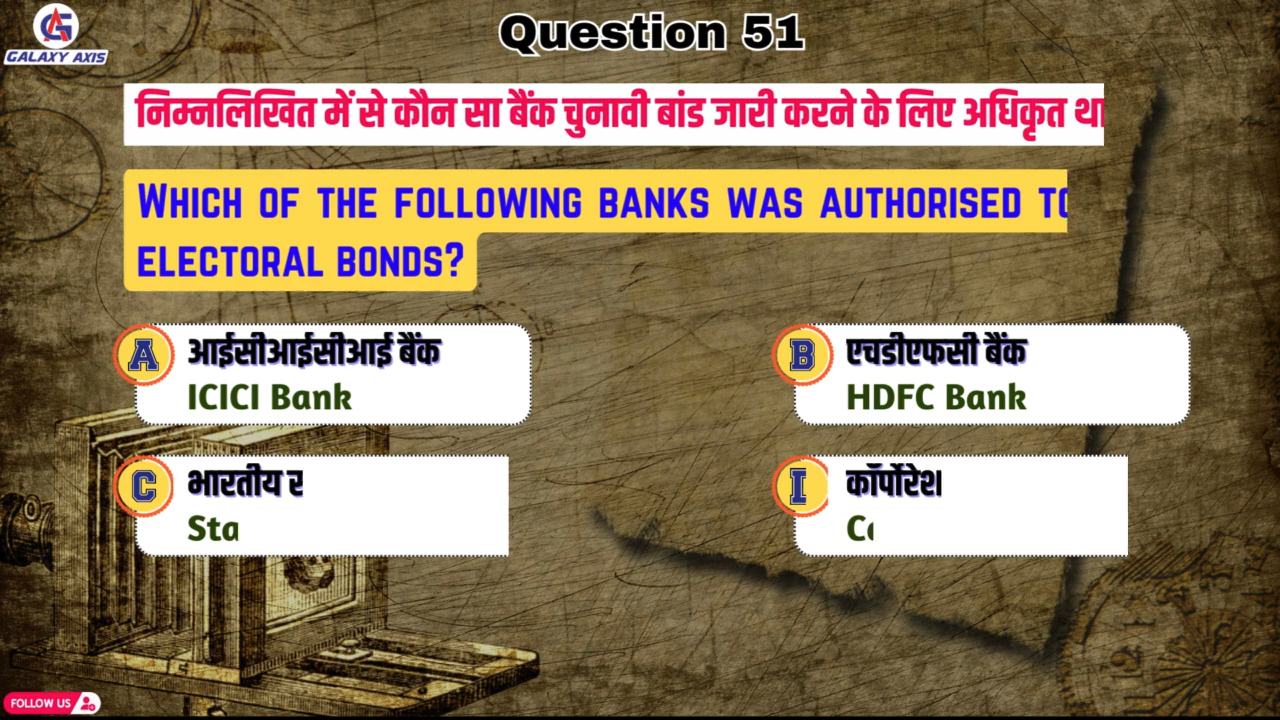 GALAXY AXIS
Question 51
निम्नलिखित में से कौन सा बैंक चुनावी बांड जारी करने के लिए अधिकृत था
WHICH OF THE FOLLOWING BANKS WAS AUTHORISED TO
ELECTORAL BONDS?
A आईसीआईसीआई बैंक
ICICI Bank
B एचडीएफसी बैंक
HDFC Bank
C भारतीय
FOLLOW US